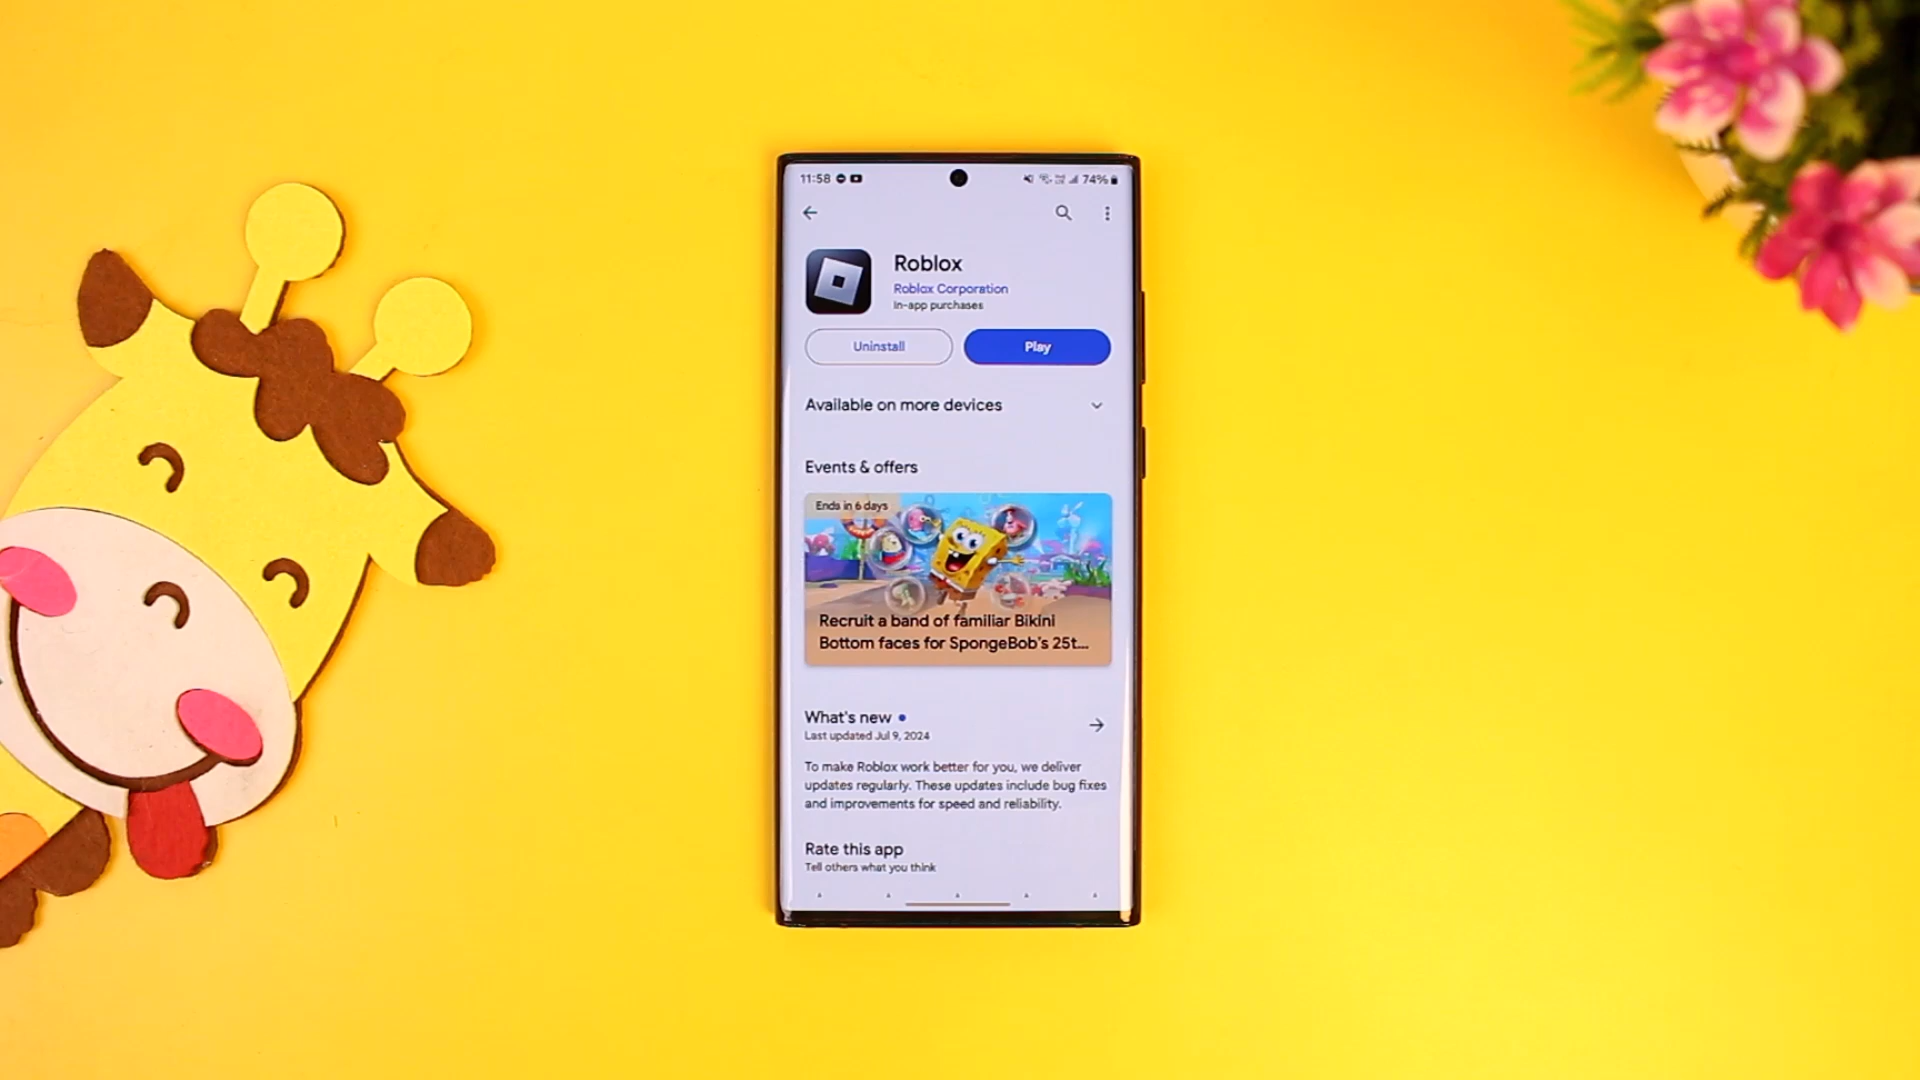 11:58
74%
Roblox
Roblox Corporation
In-app purchases
Uninstall
Play
Available on more devices
Events & offers
Ends in 6 days
Recruit a band of familiar Bikini
Bottom faces for SpongeBob's 25t...
What's new
Last updated Jul 9, 2024
To make Roblox work better for you, we deliver
updates regularly. These updates include bug fixes
and improvements for speed and reliability.
Rate this app
Tell others what you think